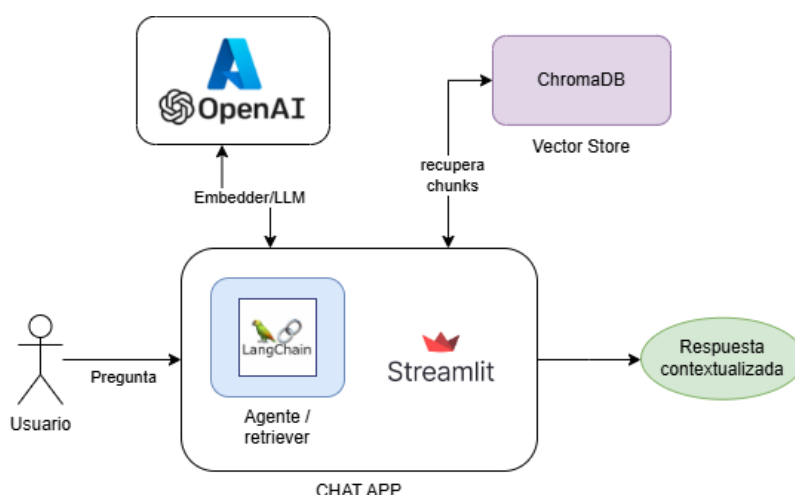 OpenAI
ChromaDB
Vector Store
recupera
chunks
Embedder/LLM
LangChain
Streamlit
Pregunta
Usuario
Agente /
retriever
Respuesta
contextualizada
CHAT APP